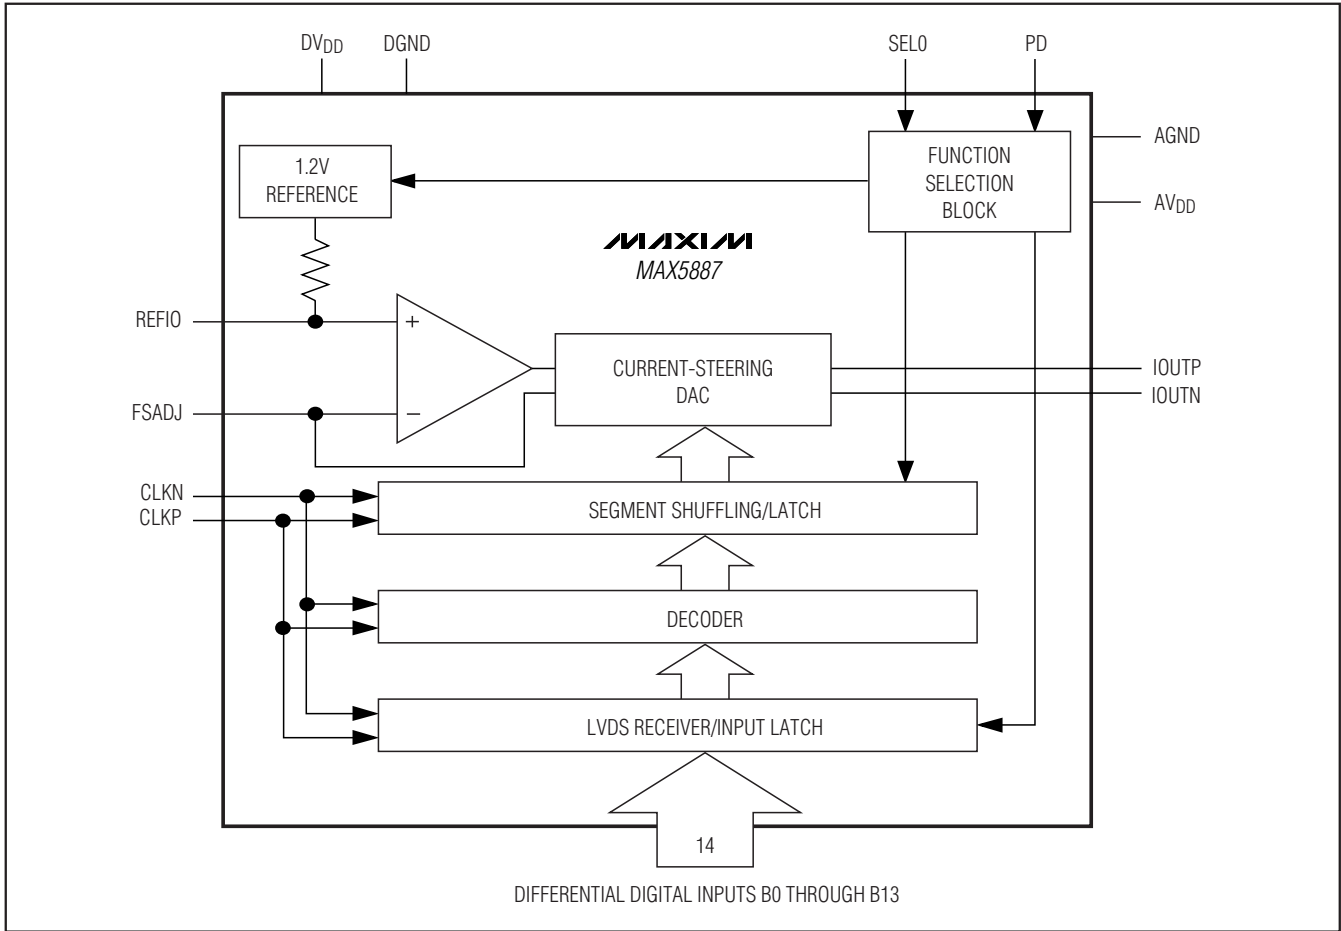 DVDD DGND SEL0 PD
AGND
AVDD
1.2V
REFERENCE
FUNCTION
SELECTION
BLOCK
MAXIM
MAX5887
REFIO
+
FSADJ
−
CURRENT-STEERING
DAC
IOUTP
IOUTN
CLKN
CLKP
SEGMENT SHUFFLING/LATCH
DECODER
LVDS RECEIVER/INPUT LATCH
14
DIFFERENTIAL DIGITAL INPUTS B0 THROUGH B13